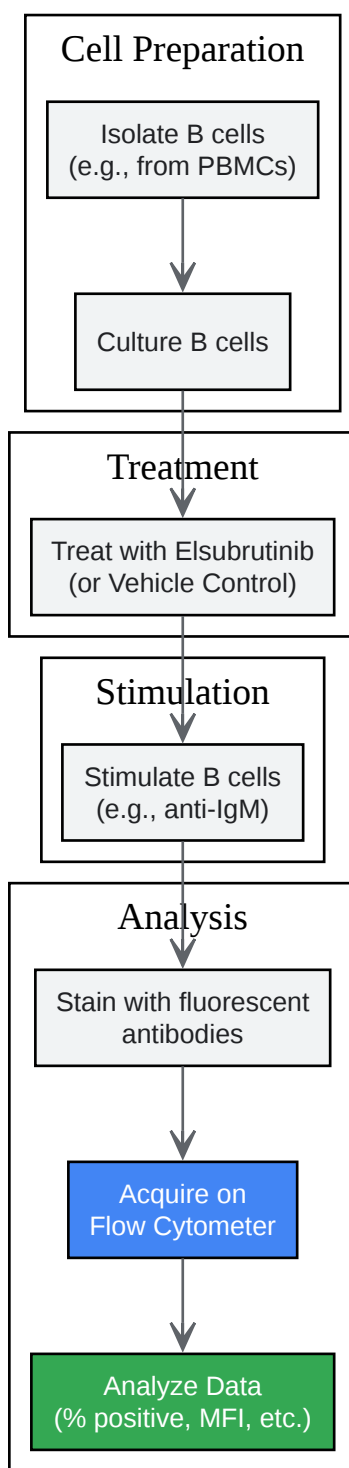 Cell Preparation
Isolate B cells
(e.g., from PBMCs)
Culture B cells
Treatment
Treat with Elsubrutinib
(or Vehicle Control)
Stimulation
Stimulate B cells
(e.g., anti-IgM)
Analysis
Stain with fluorescent
antibodies
Acquire on
Flow Cytometer
Analyze Data
(% positive, MFI, etc.)